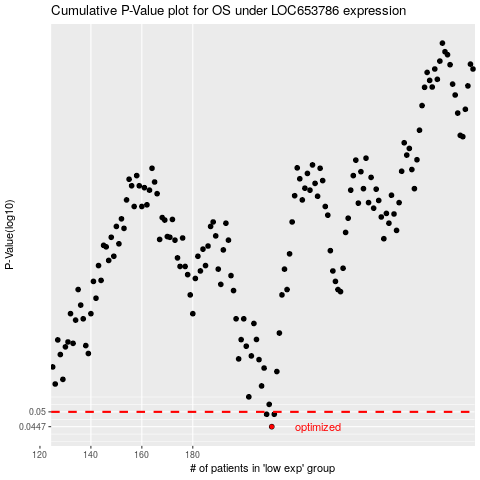 Cumulative P-Value plot for OS under LOC653786 expression
P-Value(log10)
0.05
0.0447
optimized
120
140
160
180
# of patients in 'low exp' group